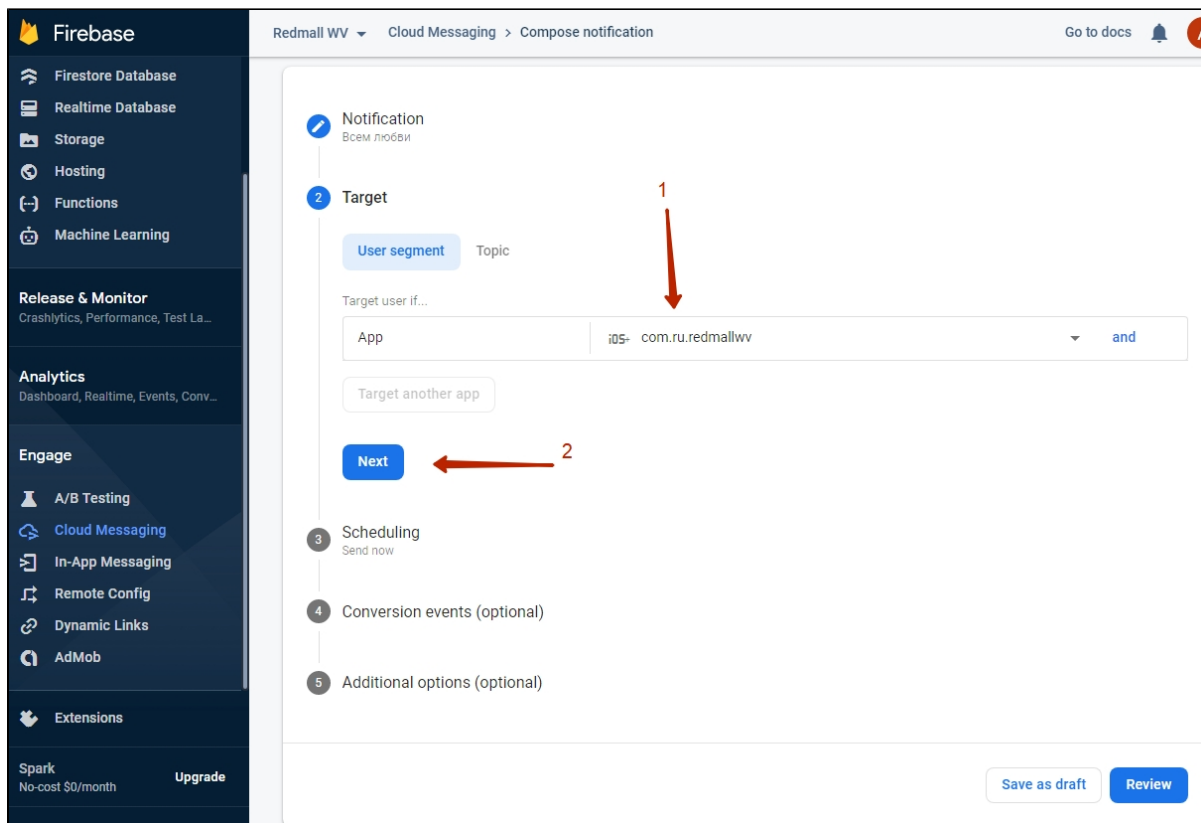 Firebase
Redmall WV
Cloud Messaging > Compose notification
Go to docs
Firestore Database
Realtime Database
Storage
Hosting
Functions
Machine Learning
Release & Monitor
Crashlytics, Performance, Test La...
Analytics
Dashboard, Realtime, Events, Conv...
Engage
A/B Testing
Cloud Messaging
In-App Messaging
Remote Config
Dynamic Links
AdMob
Extensions
Spark
No-cost $0/month
Upgrade
Notification
Всем любви
2 Target
1
User segment
Topic
Target user if...
App
iOS+ com.ru.redmallwv
and
Target another app
Next
2
3 Scheduling
Send now
4 Conversion events (optional)
5 Additional options (optional)
Save as draft
Review